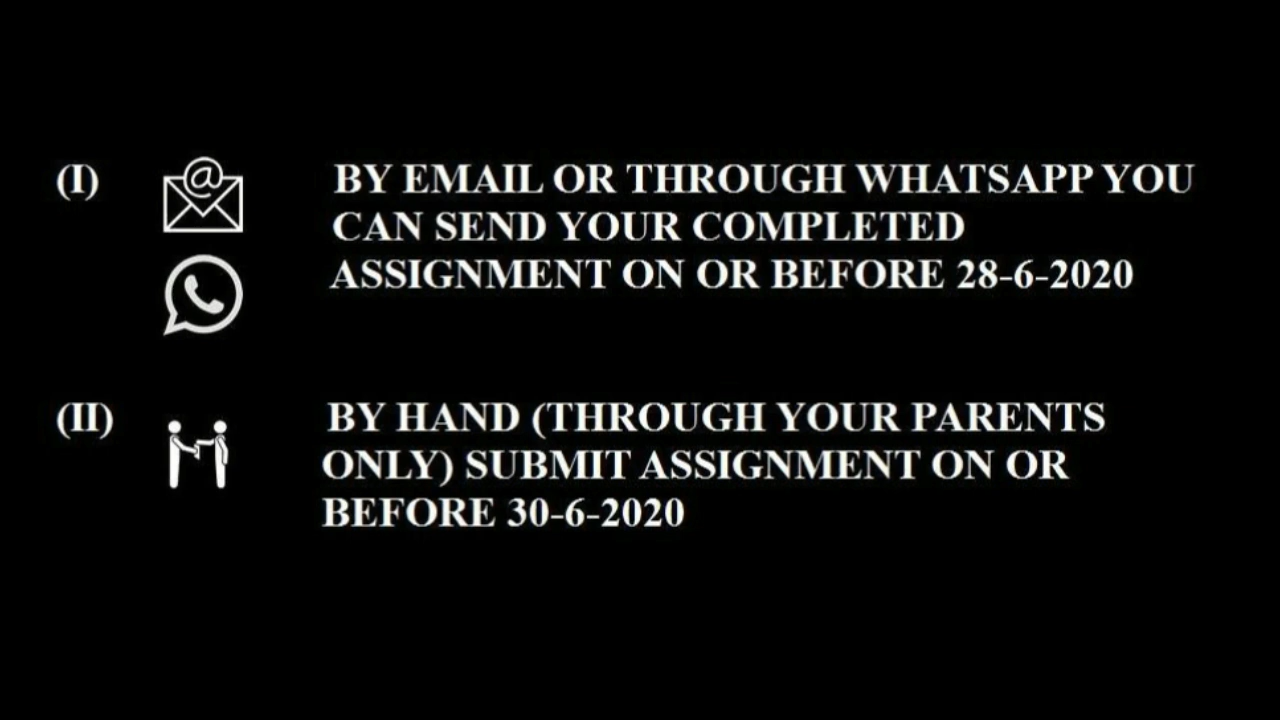 (I) BY EMAIL OR THROUGH WHATSAPP YOU
CAN SEND YOUR COMPLETED
ASSIGNMENT ON OR BEFORE 28-6-2020
(II) BY HAND (THROUGH YOUR PARENTS
ONLY) SUBMIT ASSIGNMENT ON OR
BEFORE 30-6-2020